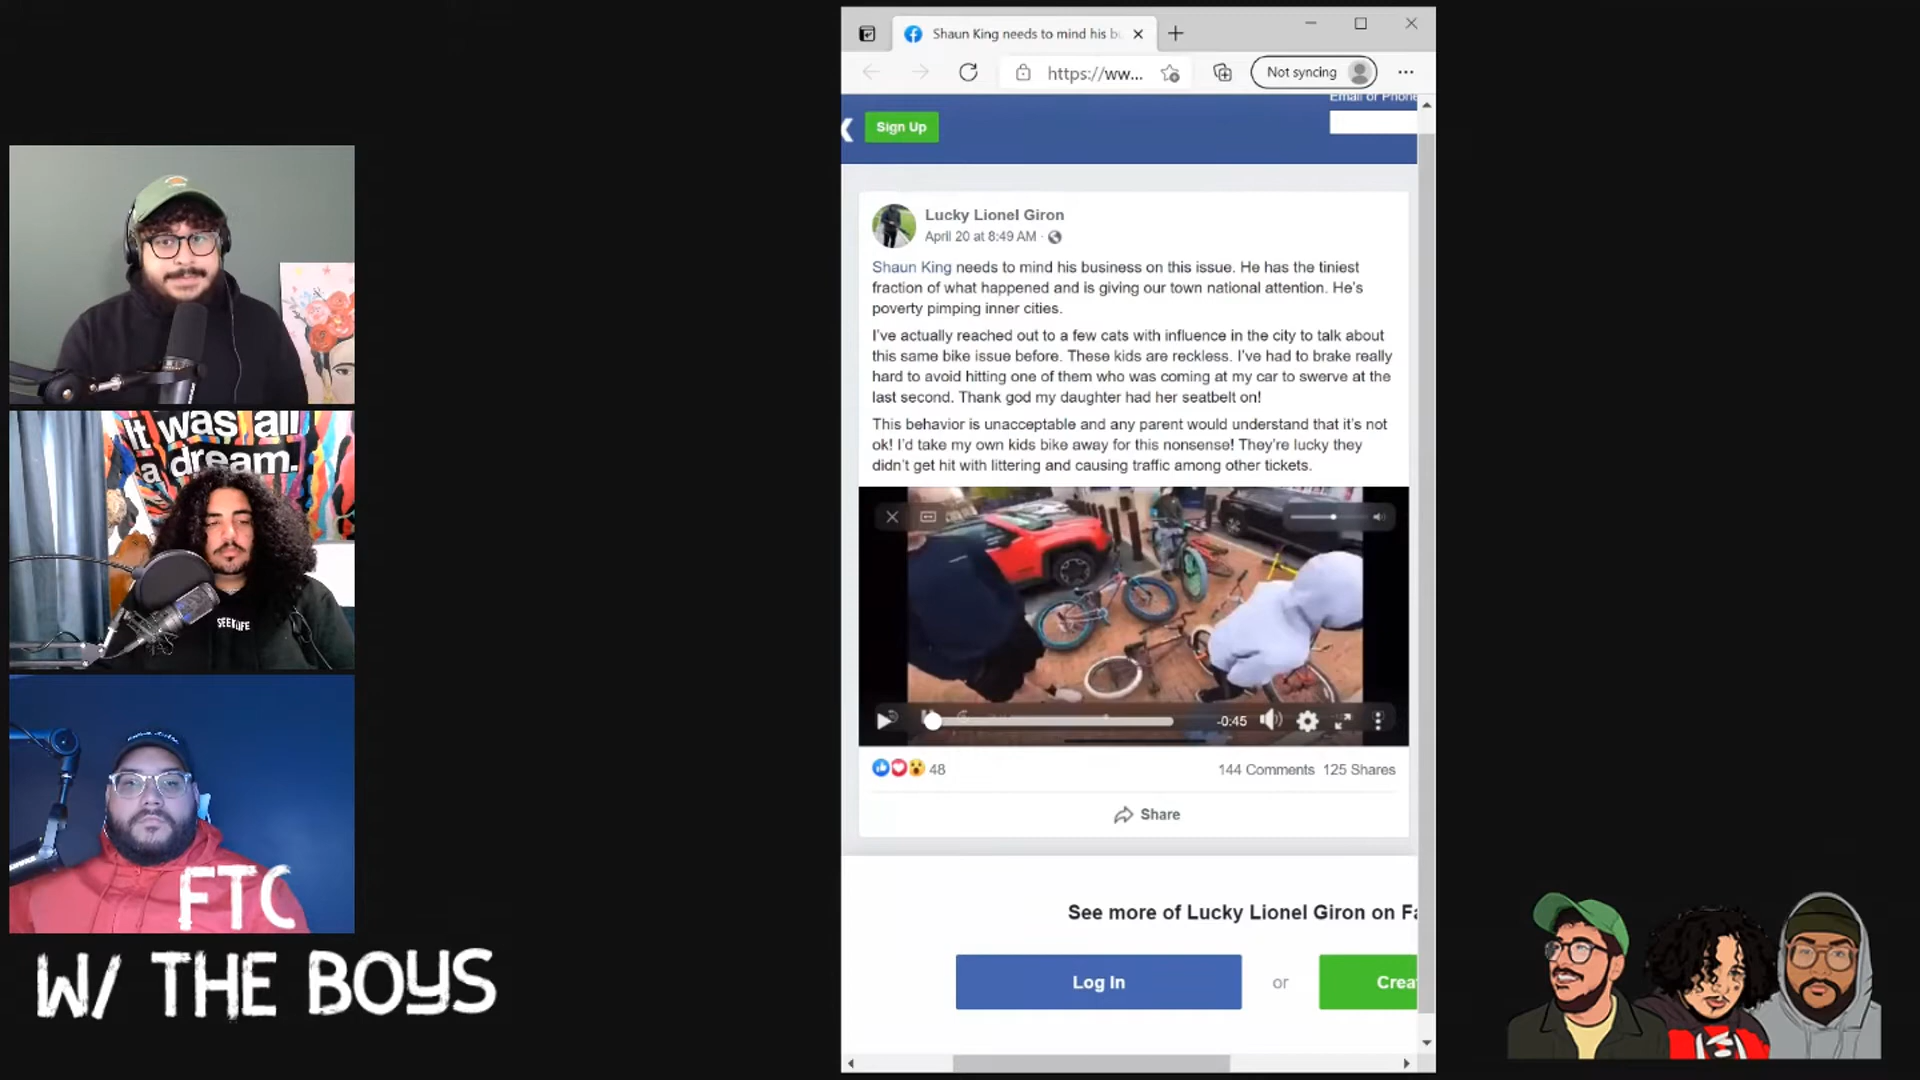 Shaun King needs to mind his bu
https://ww...
Not syncing
Email or Phone
Sign Up
Lucky Lionel Giron
April 20 at 8:49 AM ·
Shaun King needs to mind his business on this issue. He has the tiniest
fraction of what happened and is giving our town national attention. He's
poverty pimping inner cities.
I've actually reached out to a few cats with influence in the city to talk about
this same bike issue before. These kids are reckless. I've had to brake really
hard to avoid hitting one of them who was coming at my car to swerve at the
last second. Thank god my daughter had her seatbelt on!
This behavior is unacceptable and any parent would understand that it's not
ok! I'd take my own kids bike away for this nonsense! They're lucky they
didn't get hit with littering and causing traffic among other tickets.
-0:45
48
144 Comments 125 Shares
Share
See more of Lucky Lionel Giron on Fa
Log In
or
Crea
It was all
a dream.
SEEK LIFE
FTC
W/ THE BOYS